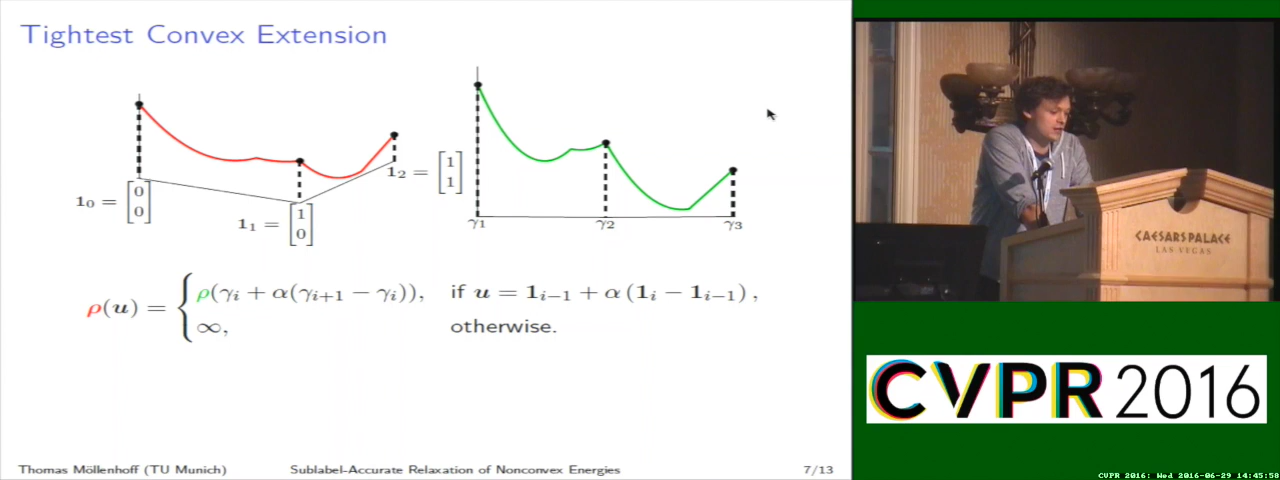 Tightest Convex Extension
1₀ = [0 0]
1₁ = [1 0]
1₂ = [1 1]
γ1 γ2 γ3
ρ(u) = { ρ(γᵢ + α(γᵢ₊₁ − γᵢ)), if u = 1ᵢ₋₁ + α (1ᵢ − 1ᵢ₋₁) ,
∞, otherwise.
Thomas Möllenhoff (TU Munich) Sublabel-Accurate Relaxation of Nonconvex Energies 7/13
CAESARS PALACE
LAS VEGAS
CVPR 2016
CVPR 2016: Wed 2016-06-29 14:45:58